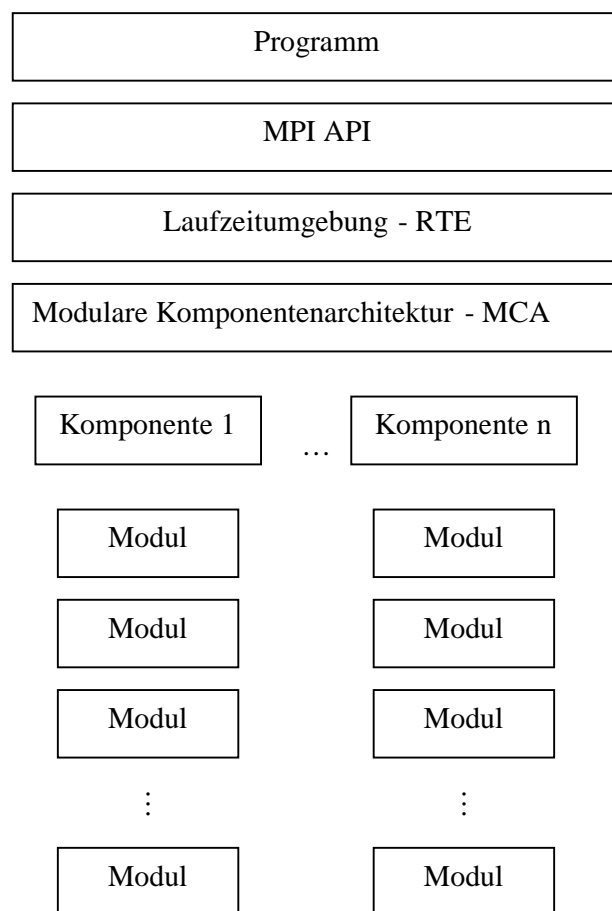 Programm
MPI API
Laufzeitumgebung - RTE
Modulare Komponentenarchitektur - MCA
Komponente 1 … Komponente n
Modul Modul
Modul Modul
Modul Modul
⋮ ⋮
Modul Modul